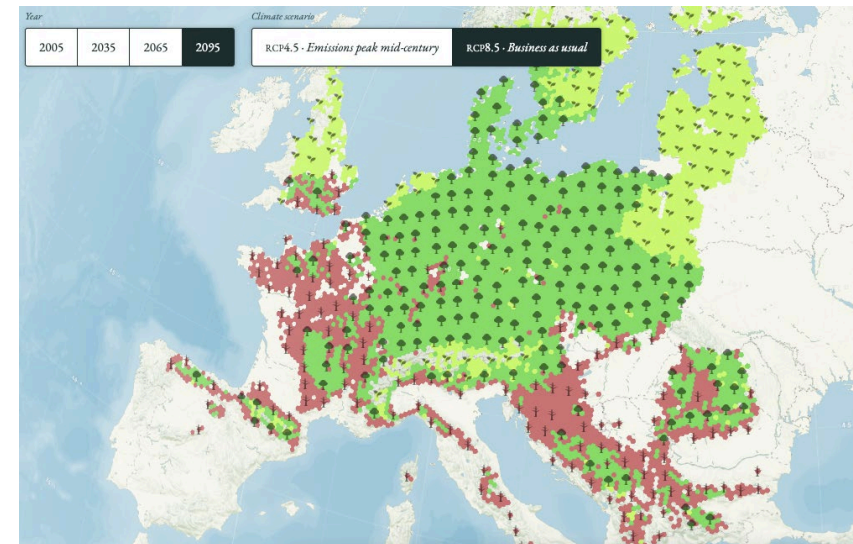 Year
Climate scenario
2005
2035
2065
2095
RCP4.5 · Emissions peak mid-century
RCP8.5 · Business as usual